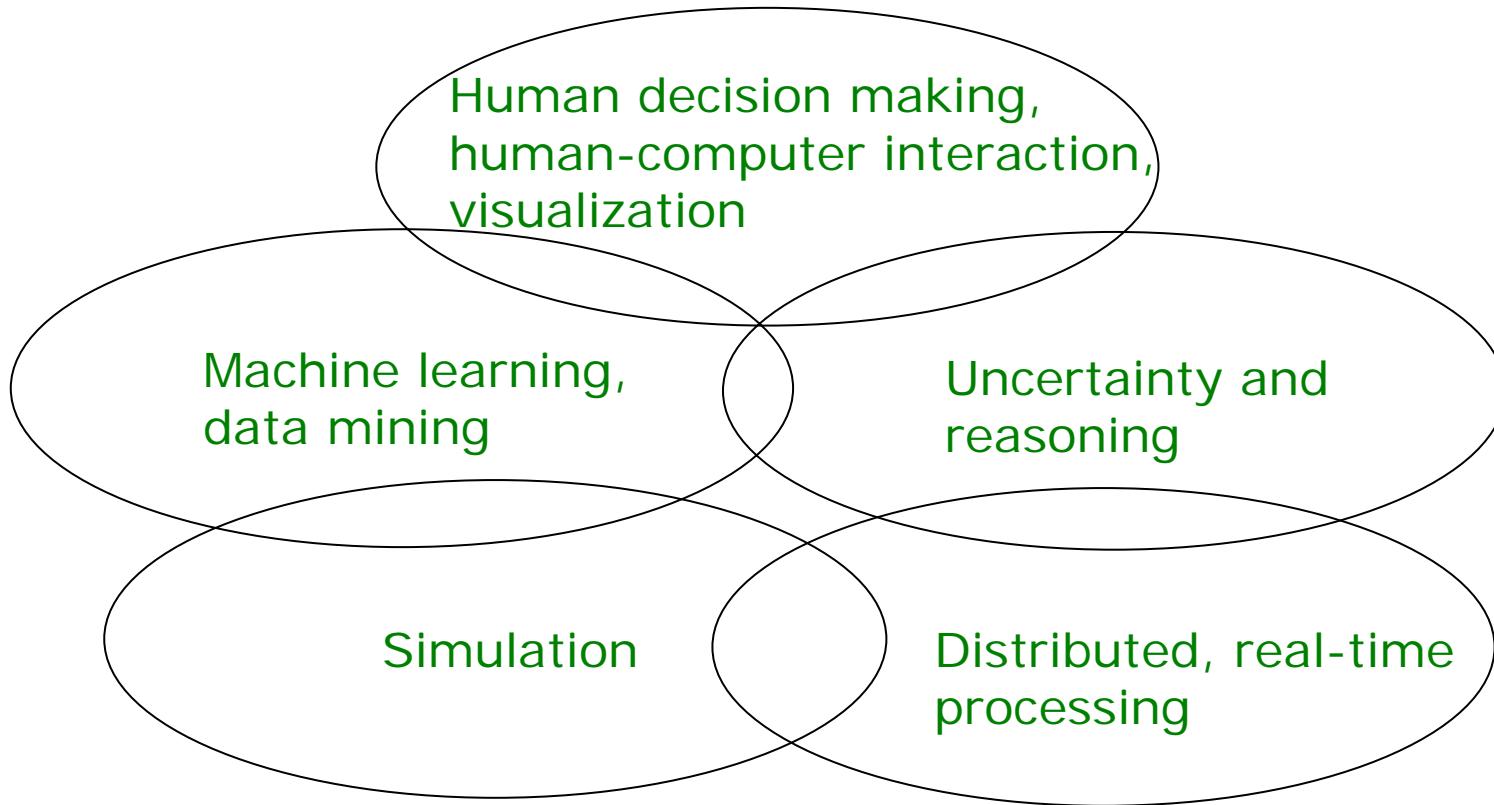 Human decision making,
human-computer interaction,
visualization
Machine learning,
data mining
Uncertainty and
reasoning
Simulation
Distributed, real-time
processing